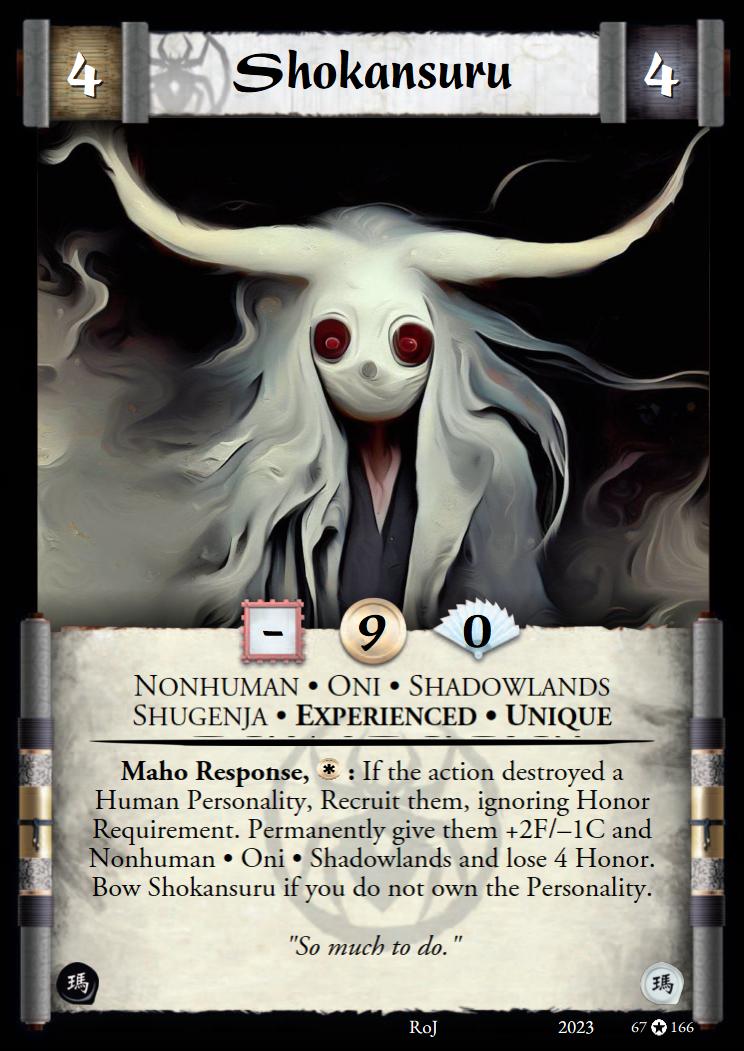 4 Shokansuru 4
- 9 0
NONHUMAN • ONI • SHADOWLANDS
SHUGENJA • EXPERIENCED • UNIQUE
Maho Response, * : If the action destroyed a
Human Personality, Recruit them, ignoring Honor
Requirement. Permanently give them +2F/–1C and
Nonhuman • Oni • Shadowlands and lose 4 Honor.
Bow Shokansuru if you do not own the Personality.
"So much to do."
瑪 瑪
RoJ 2023 67 ✪ 166